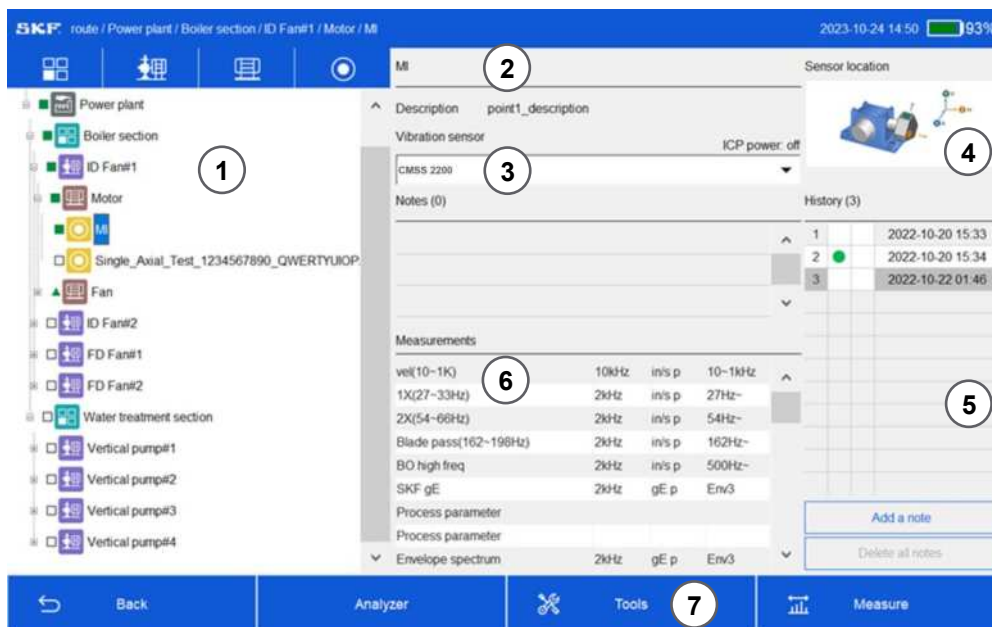 SKF. route / Power plant / Boiler section / ID Fan#1 / Motor / MI
2023-10-24 14:50 93%
Power plant
Boiler section
ID Fan#1
1
Motor
MI
Single_Axial_Test_1234567890_QWERTYUIOP.
Fan
ID Fan#2
FD Fan#1
FD Fan#2
Water treatment section
Vertical pump#1
Vertical pump#2
Vertical pump#3
Vertical pump#4
MI
2
Description point1_description
Vibration sensor
ICP power: off
CMSS 2200
3
Notes (0)
Measurements
vel(10~1K) 10kHz in/s p 10~1kHz
6
1X(27~33Hz) 2kHz in/s p 27Hz~
2X(54~66Hz) 2kHz in/s p 54Hz~
Blade pass(162~198Hz) 2kHz in/s p 162Hz~
BO high freq 2kHz in/s p 500Hz~
SKF gE 2kHz gE p Env3
Process parameter
Process parameter
Envelope spectrum 2kHz gE p Env3
Sensor location
4
History (3)
1 2022-10-20 15:33
2 2022-10-20 15:34
3 2022-10-22 01:46
5
Add a note
Delete all notes
Back
Analyzer
Tools
7
Measure